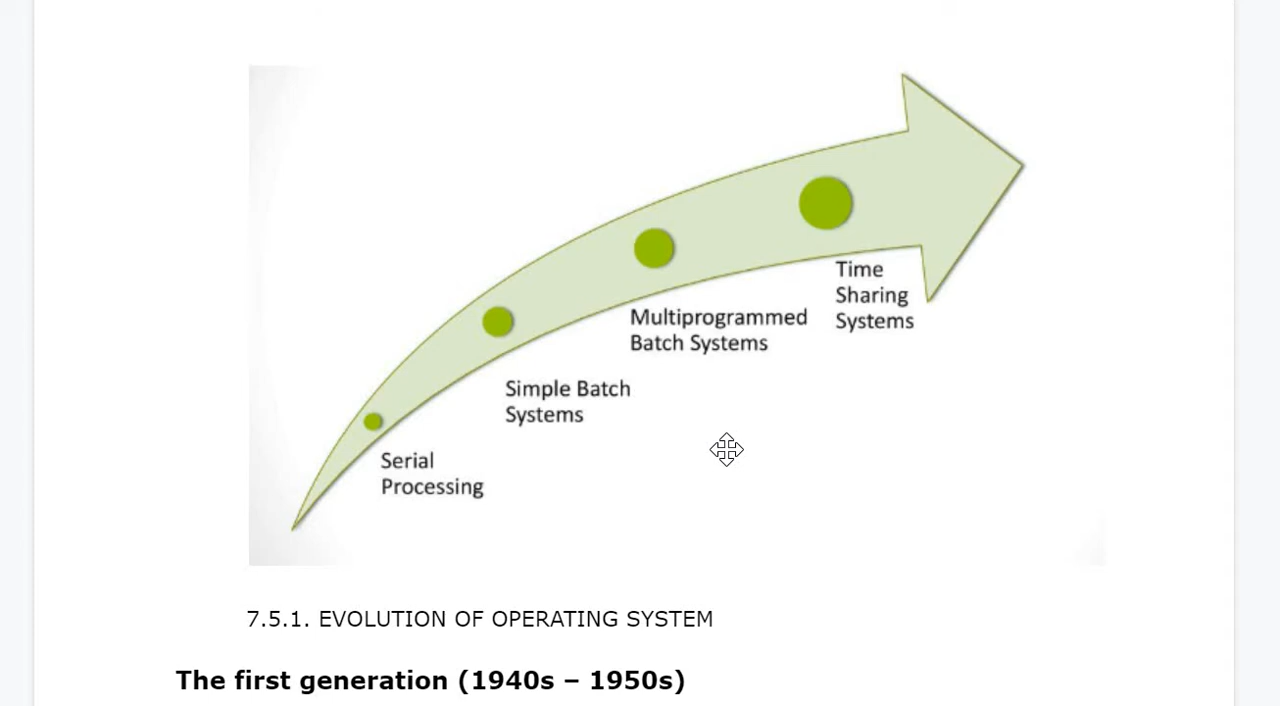 Time
Sharing
Systems
Multiprogrammed
Batch Systems
Simple Batch
Systems
Serial
Processing
7.5.1. EVOLUTION OF OPERATING SYSTEM
The first generation (1940s – 1950s)